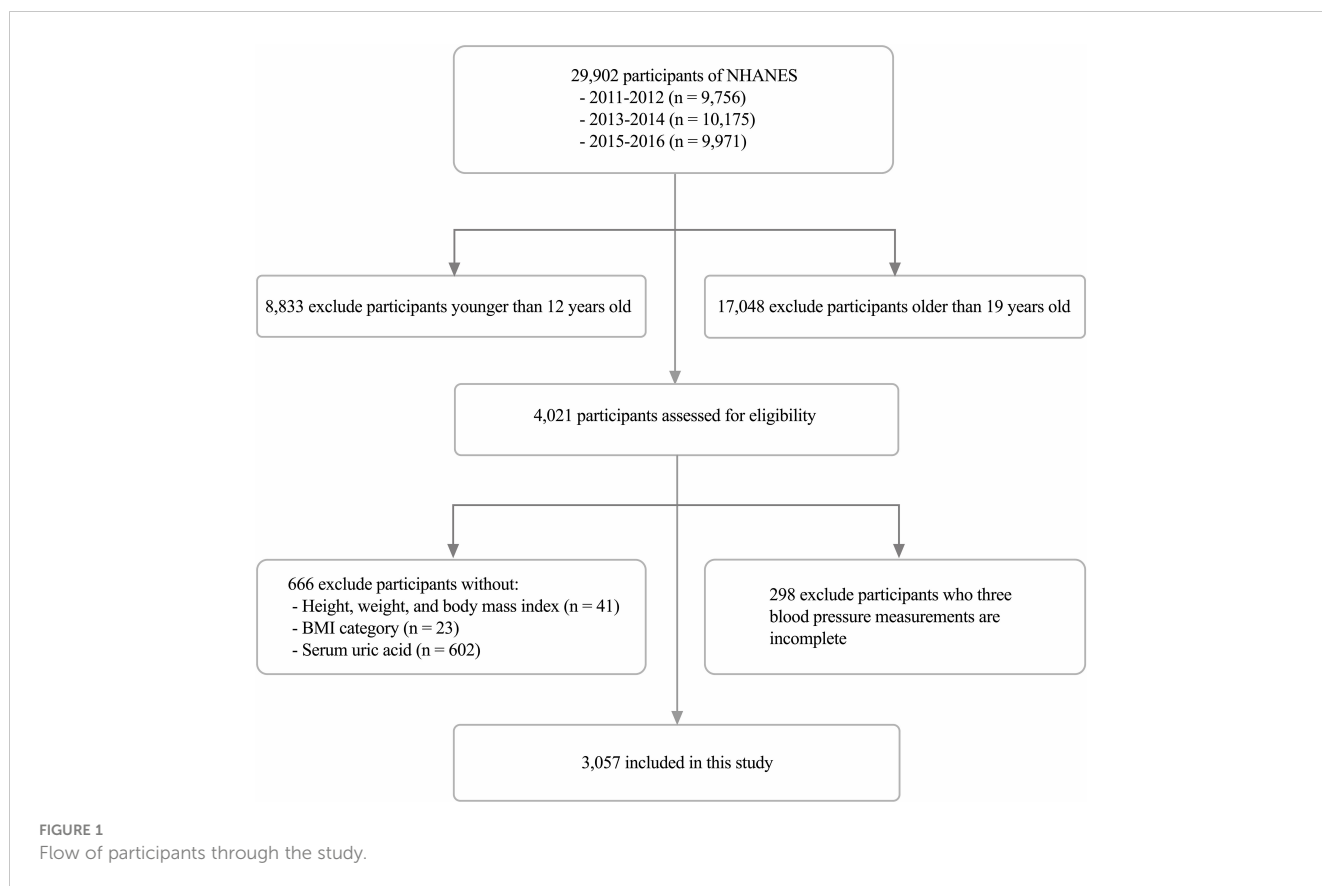 29,902 participants of NHANES
- 2011-2012 (n = 9,756)
- 2013-2014 (n = 10,175)
- 2015-2016 (n = 9,971)
8,833 exclude participants younger than 12 years old
17,048 exclude participants older than 19 years old
4,021 participants assessed for eligibility
666 exclude participants without:
- Height, weight, and body mass index (n = 41)
- BMI category (n = 23)
- Serum uric acid (n = 602)
298 exclude participants who three
blood pressure measurements are
incomplete
3,057 included in this study
FIGURE 1
Flow of participants through the study.